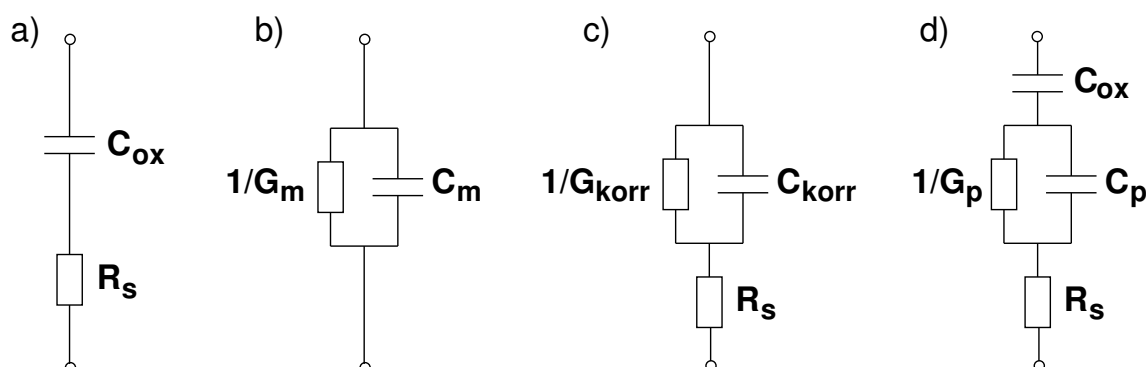 a)
C_ox
R_s
b)
1/G_m
C_m
c)
1/G_korr
C_korr
R_s
d)
C_ox
1/G_p
C_p
R_s